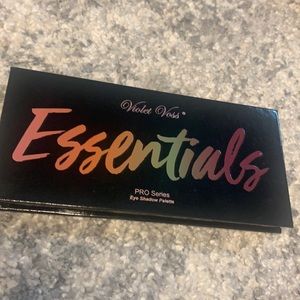 Violet Voss®
Essentials
PRO Series
Eye Shadow Palette